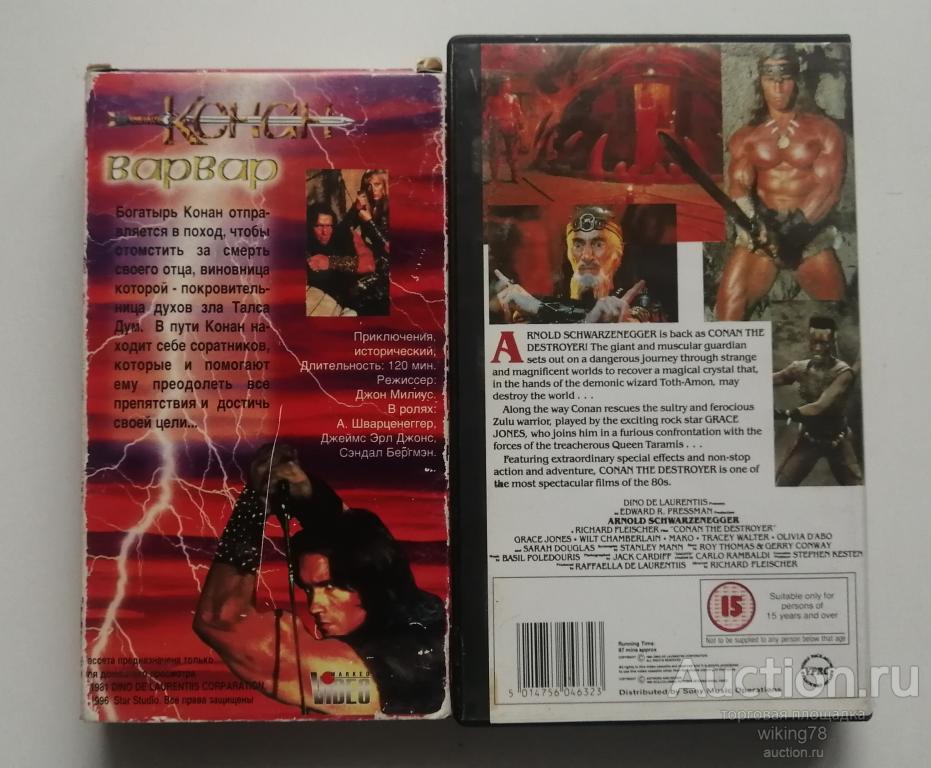 Конан
варвар
Богатырь Конан отпра-
вляется в поход, чтобы
отомстить за смерть
своего отца, виновница
которой - покровитель-
ница духов зла Талса
Дум. В пути Конан на-
ходит себе соратников,
которые и помогают
ему преодолеть все
препятствия и достичь
своей цели...
Приключения,
исторический,
Длительность: 120 мин.
Режиссер:
Джон Милиус.
В ролях:
А. Шварценеггер,
Джеймс Эрл Джонс,
Сэндал Бергмэн.
ассета предназначена только
ля домашнего просмотра
1981 DINO DE LAURENTIIS CORPARATION.
1996 Star Studio. Все права защищены
VIDEO
ARNOLD SCHWARZENEGGER is back as CONAN THE
DESTROYER! The giant and muscular guardian
sets out on a dangerous journey through strange
and magnificent worlds to recover a magical crystal that,
in the hands of the demonic wizard Toth-Amon, may
destroy the world . . .
Along the way Conan rescues the sultry and ferocious
Zulu warrior, played by the exciting rock star GRACE
JONES, who joins him in a furious confrontation with the
forces of the treacherous Queen Taramis . . .
Featuring extraordinary special effects and non-stop
action and adventure, CONAN THE DESTROYER is one of
the most spectacular films of the 80s.
DINO DE LAURENTIIS Presents
EDWARD R. PRESSMAN
ARNOLD SCHWARZENEGGER
RICHARD FLEISCHER "CONAN THE DESTROYER"
GRACE JONES · WILT CHAMBERLAIN · MAKO · TRACEY WALTER · OLIVIA D'ABO
SARAH DOUGLAS STANLEY MANN ROY THOMAS & GERRY CONWAY
BASIL POLEDOURIS JACK CARDIFF CARLO RAMBALDI STEPHEN KESTEN
RAFFAELLA DE LAURENTIIS RICHARD FLEISCHER
15
Suitable only for
persons of
15 years and over
Not to be supplied to any person below that age
Running Time:
97 mins approx
Distributed by Sony Music Operations
5 014756 046323
Auction.ru
торговая площадка
wiking78
auction.ru